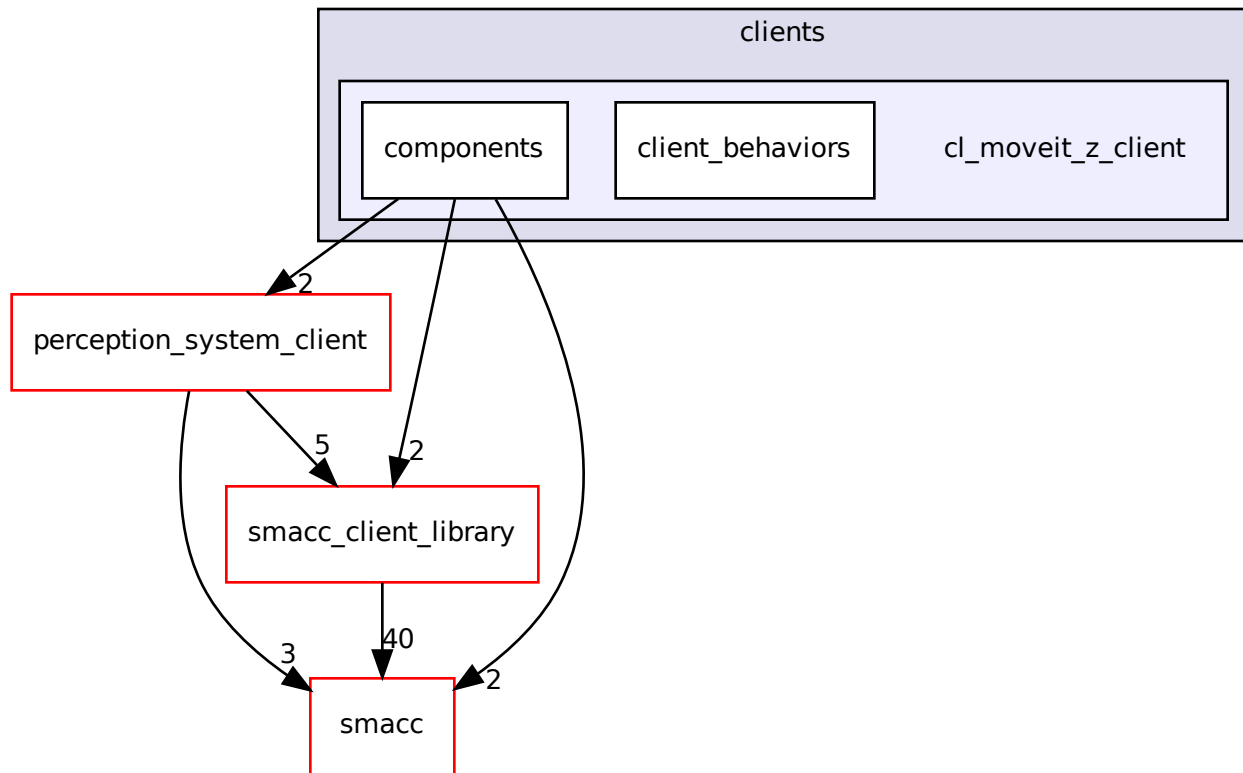 clients
components
client_behaviors
cl_moveit_z_client
2
perception_system_client
5
2
smacc_client_library
3
40
2
smacc